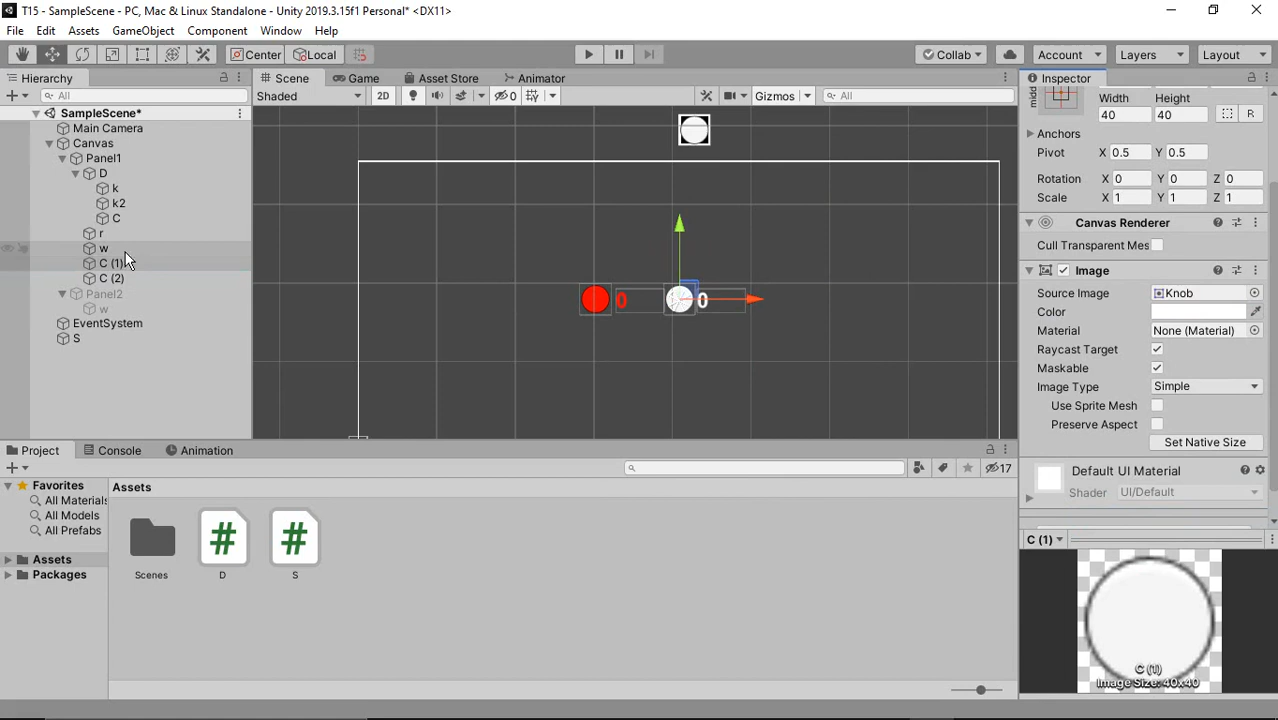 T15 - SampleScene - PC, Mac & Linux Standalone - Unity 2019.3.15f1 Personal* <DX11>
File Edit Assets GameObject Component Window Help
Center Local Collab Account Layers Layout
Hierarchy Scene Game Asset Store Animator Inspector
All Shaded 2D 0 Gizmos All
SampleScene*
Main Camera
Canvas
Panel1
D
k
k2
C
r
w
C (1)
C (2)
Panel2
w
EventSystem
S
0 0
Width Height
40 40
R
Anchors
Pivot X 0.5 Y 0.5
Rotation X 0 Y 0 Z 0
Scale X 1 Y 1 Z 1
Canvas Renderer
Cull Transparent Mes
Image
Source Image Knob
Color
Material None (Material)
Raycast Target
Maskable
Image Type Simple
Use Sprite Mesh
Preserve Aspect
Set Native Size
Default UI Material
Shader UI/Default
C (1)
C (1)
Image Size: 40x40
Project Console Animation
17
Favorites
All Materials
All Models
All Prefabs
Assets
Packages
Assets
Scenes D S